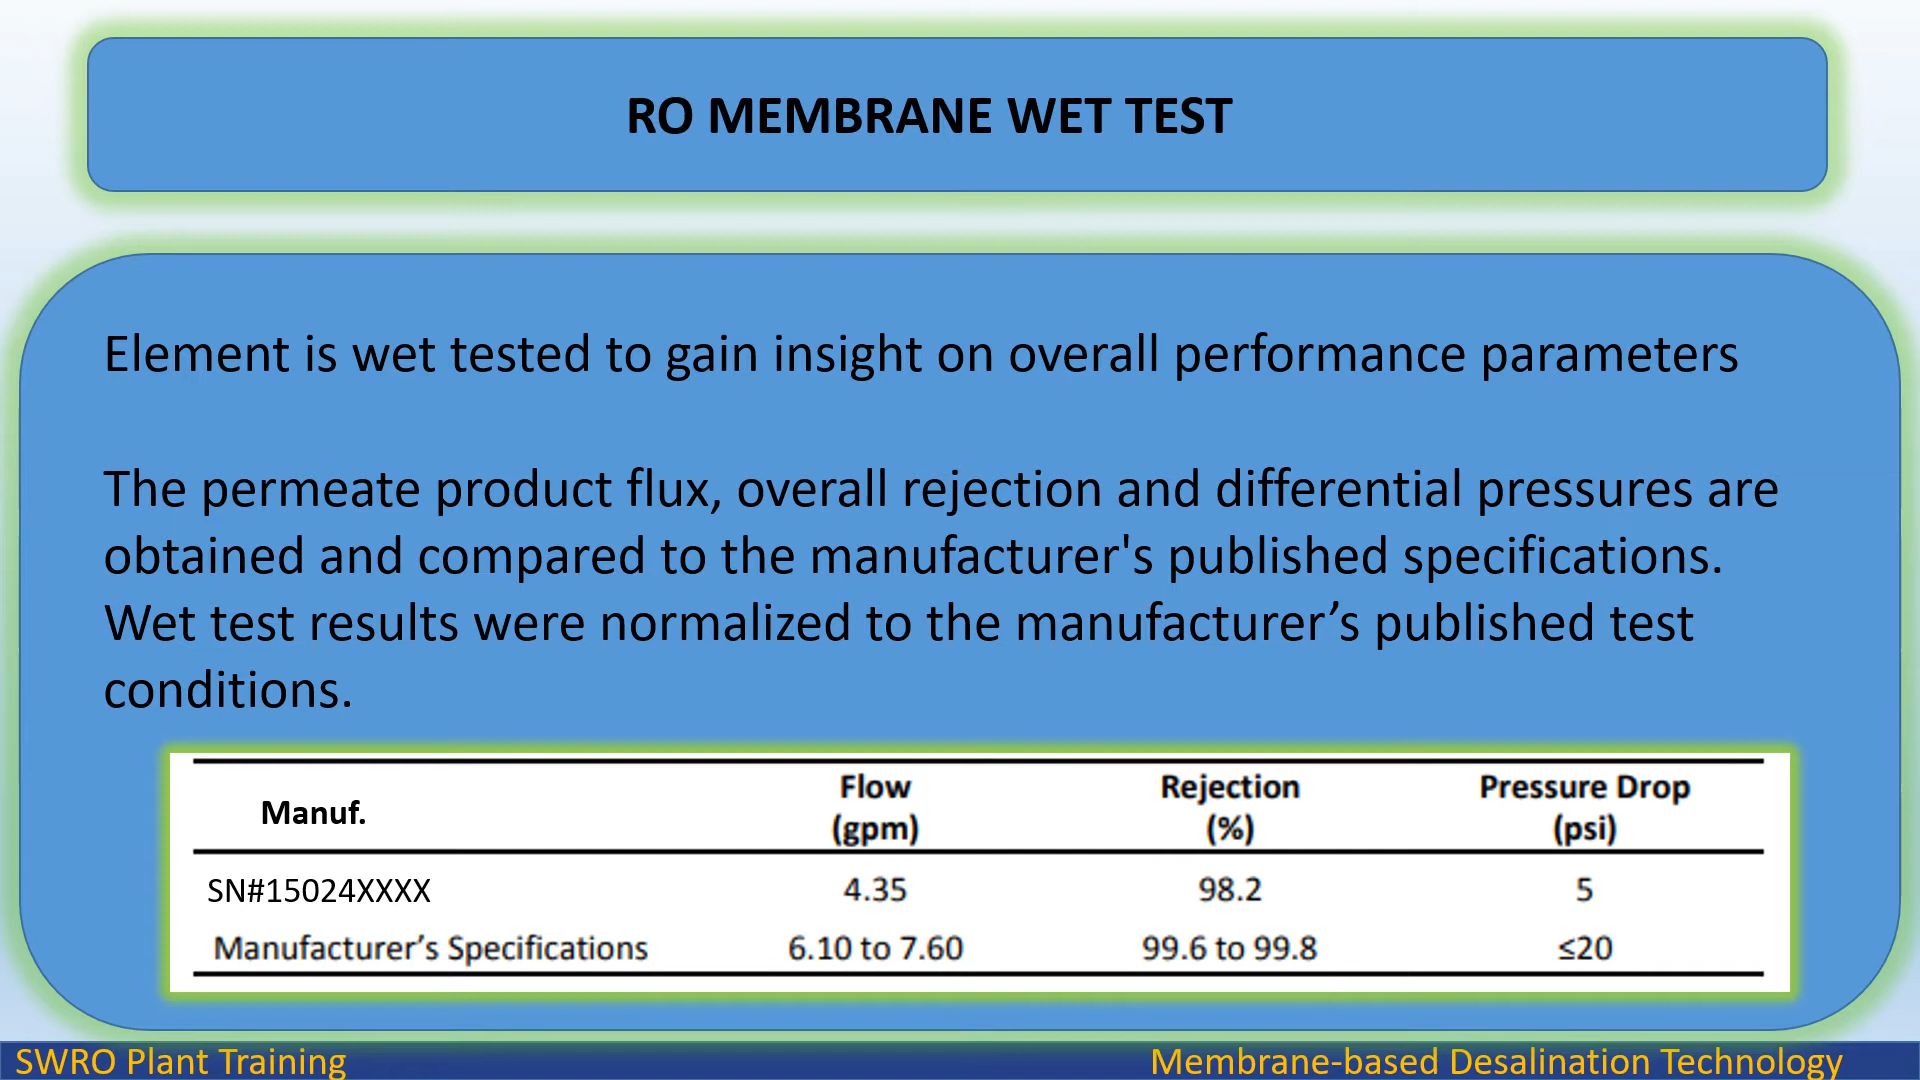 RO MEMBRANE WET TEST
Element is wet tested to gain insight on overall performance parameters
The permeate product flux, overall rejection and differential pressures are
obtained and compared to the manufacturer's published specifications.
Wet test results were normalized to the manufacturer’s published test
conditions.
Manuf. Flow (gpm) Rejection (%) Pressure Drop (psi)
SN#15024XXXX 4.35 98.2 5
Manufacturer’s Specifications 6.10 to 7.60 99.6 to 99.8 ≤20
SWRO Plant Training Membrane-based Desalination Technology